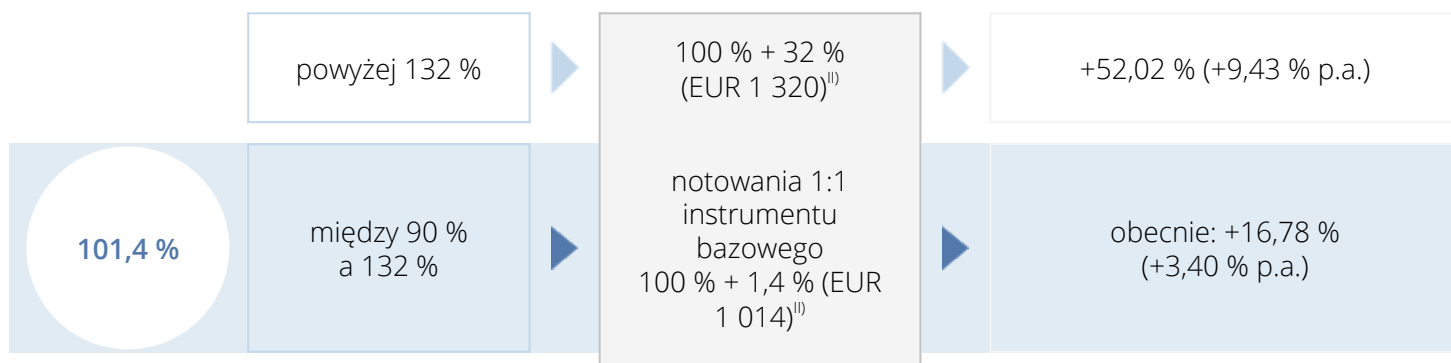 powyżej 132 %
100 % + 32 %
(EUR 1 320)II)
+52,02 % (+9,43 % p.a.)
101,4 %
między 90 %
a 132 %
notowania 1:1
instrumentu
bazowego
100 % + 1,4 % (EUR
1 014)II)
obecnie: +16,78 %
(+3,40 % p.a.)